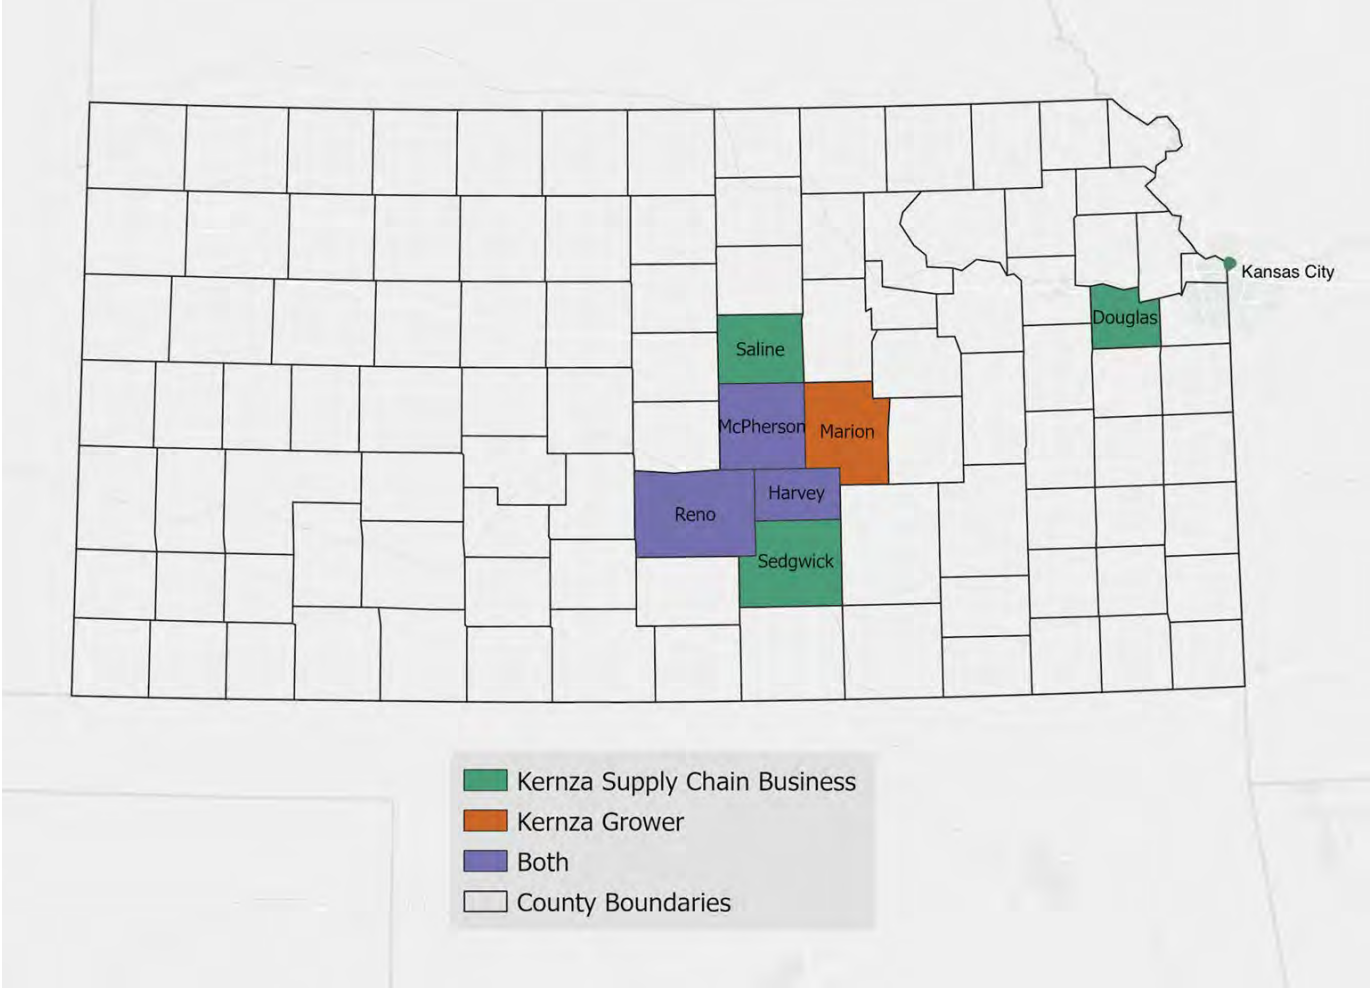 Kansas City
Douglas
Saline
McPherson
Marion
Harvey
Reno
Sedgwick
Kernza Supply Chain Business
Kernza Grower
Both
County Boundaries